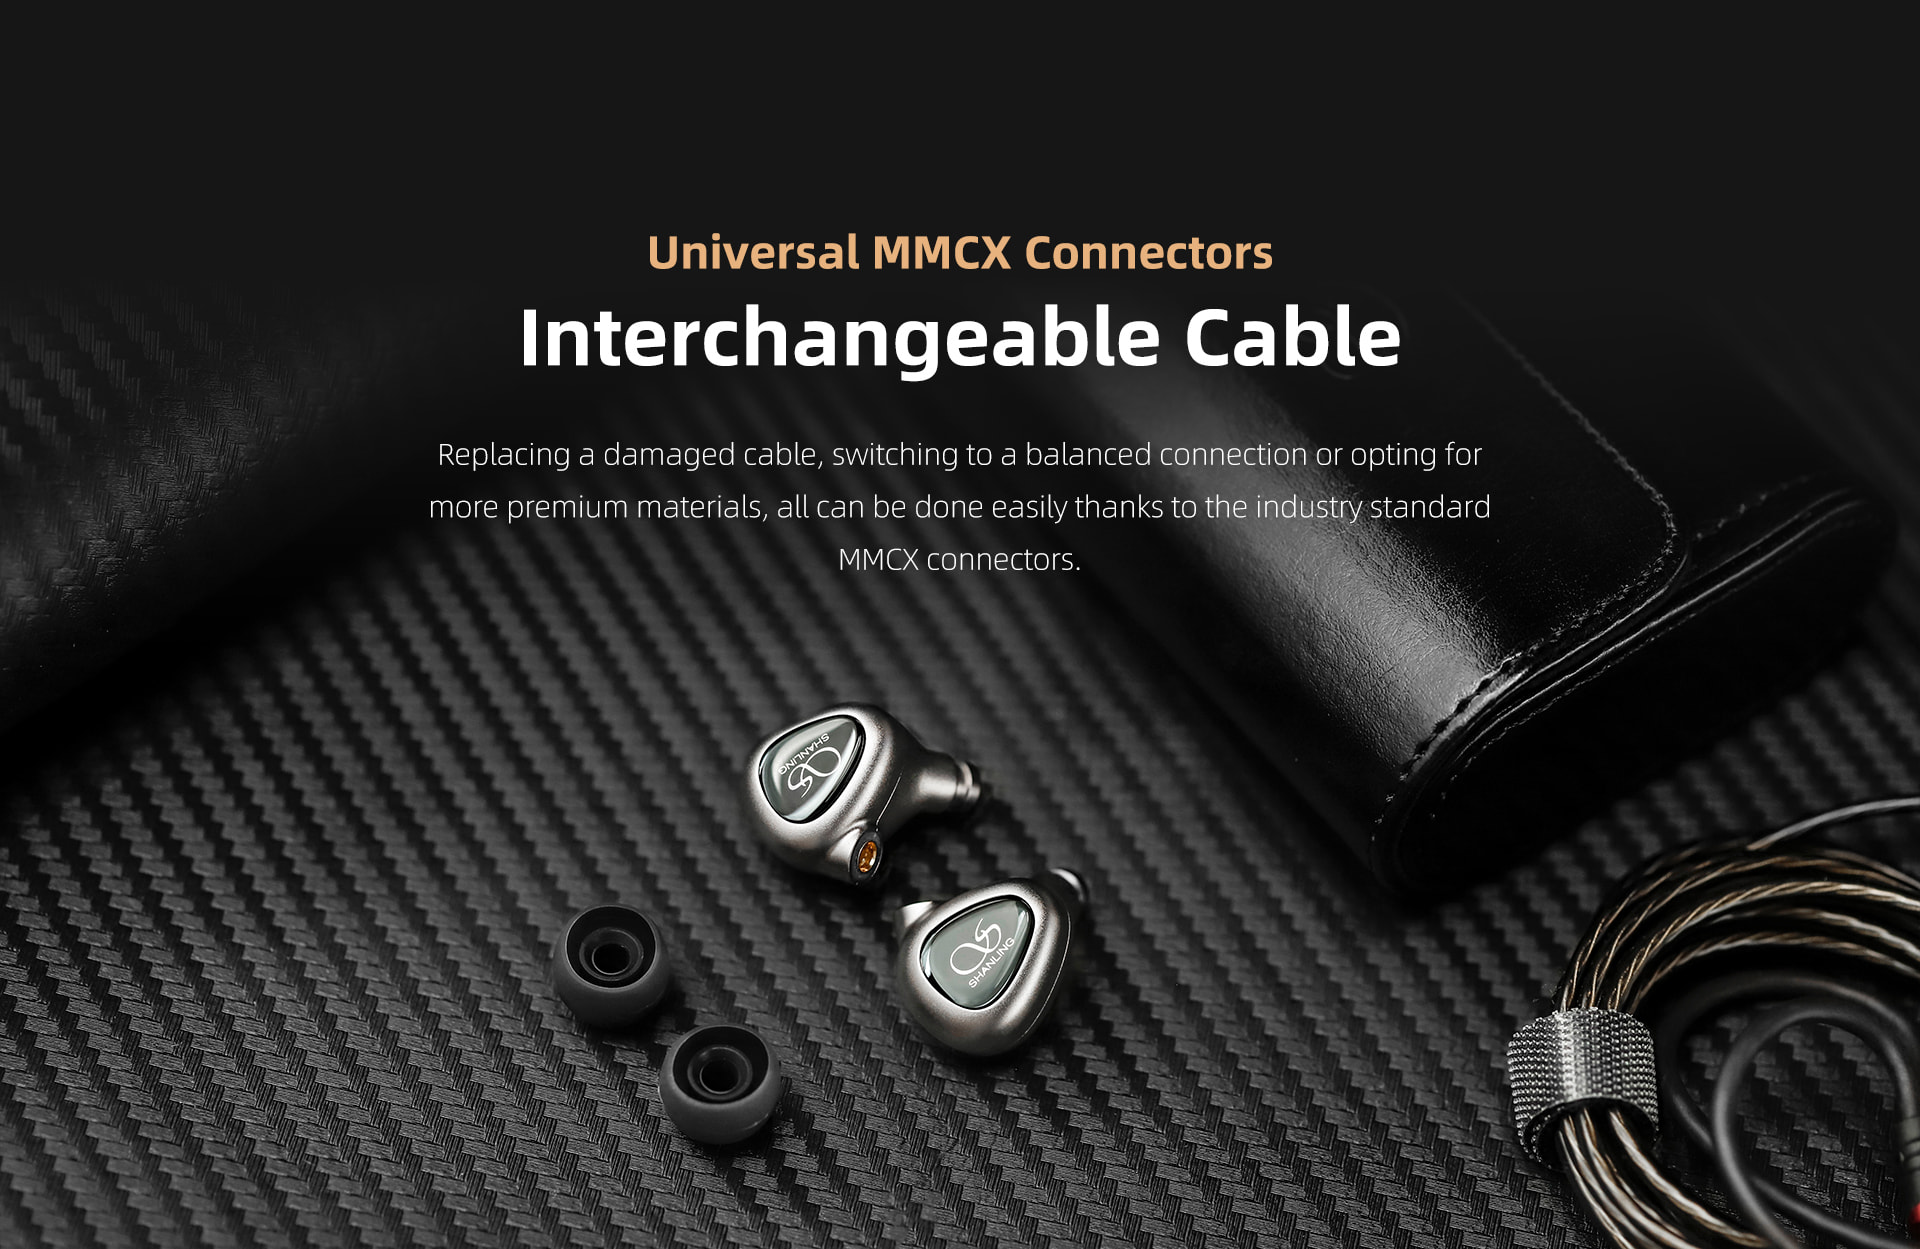 Universal MMCX Connectors
Interchangeable Cable
Replacing a damaged cable, switching to a balanced connection or opting for
more premium materials, all can be done easily thanks to the industry standard
MMCX connectors.
SHANLING
SHANLING